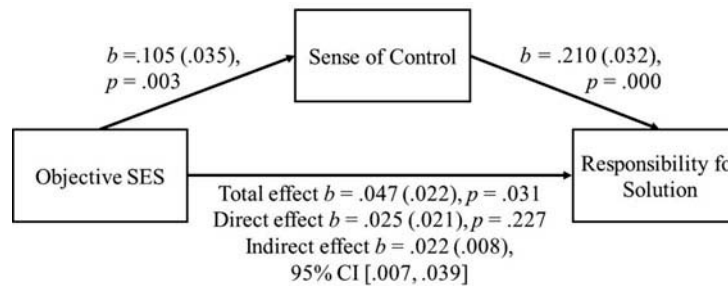 b =.105 (.035),
p = .003
Sense of Control
b = .210 (.032),
p = .000
Objective SES
Responsibility fo
Solution
Total effect b = .047 (.022), p = .031
Direct effect b = .025 (.021), p = .227
Indirect effect b = .022 (.008),
95% CI [.007, .039]